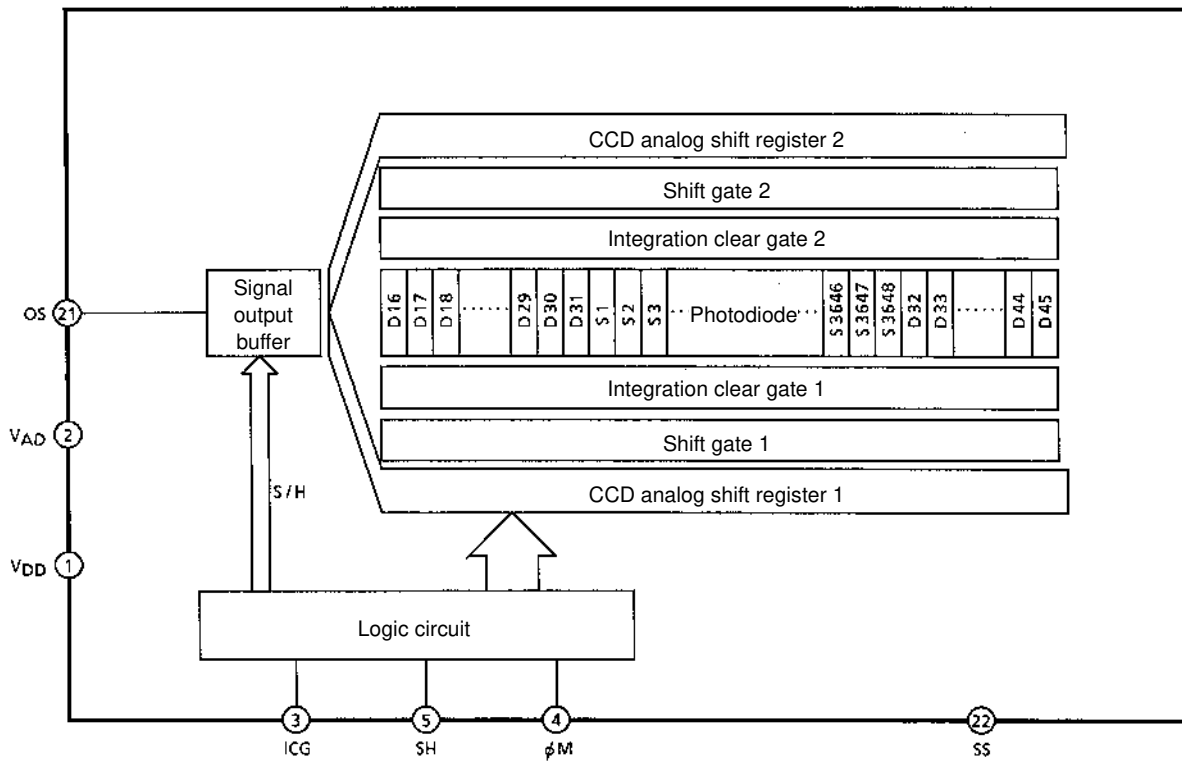 CCD analog shift register 2
Shift gate 2
Integration clear gate 2
Signal
output
buffer
OS 21
D16 D17 D18 ...... D29 D30 D31 S1 S2 S3 ...... Photodiode ...... S3646 S3647 S3648 D32 D33 ...... D44 D45
Integration clear gate 1
Shift gate 1
VAD 2
S/H
CCD analog shift register 1
VDD 1
Logic circuit
3 5 4 22
ICG SH φM SS